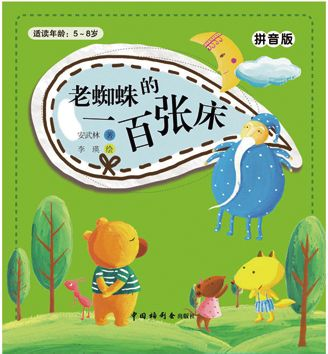 适读年龄：5～8岁
拼音版
老蜘蛛的
一百张床
安武林 著
李瑛 绘
中国福利会出版社